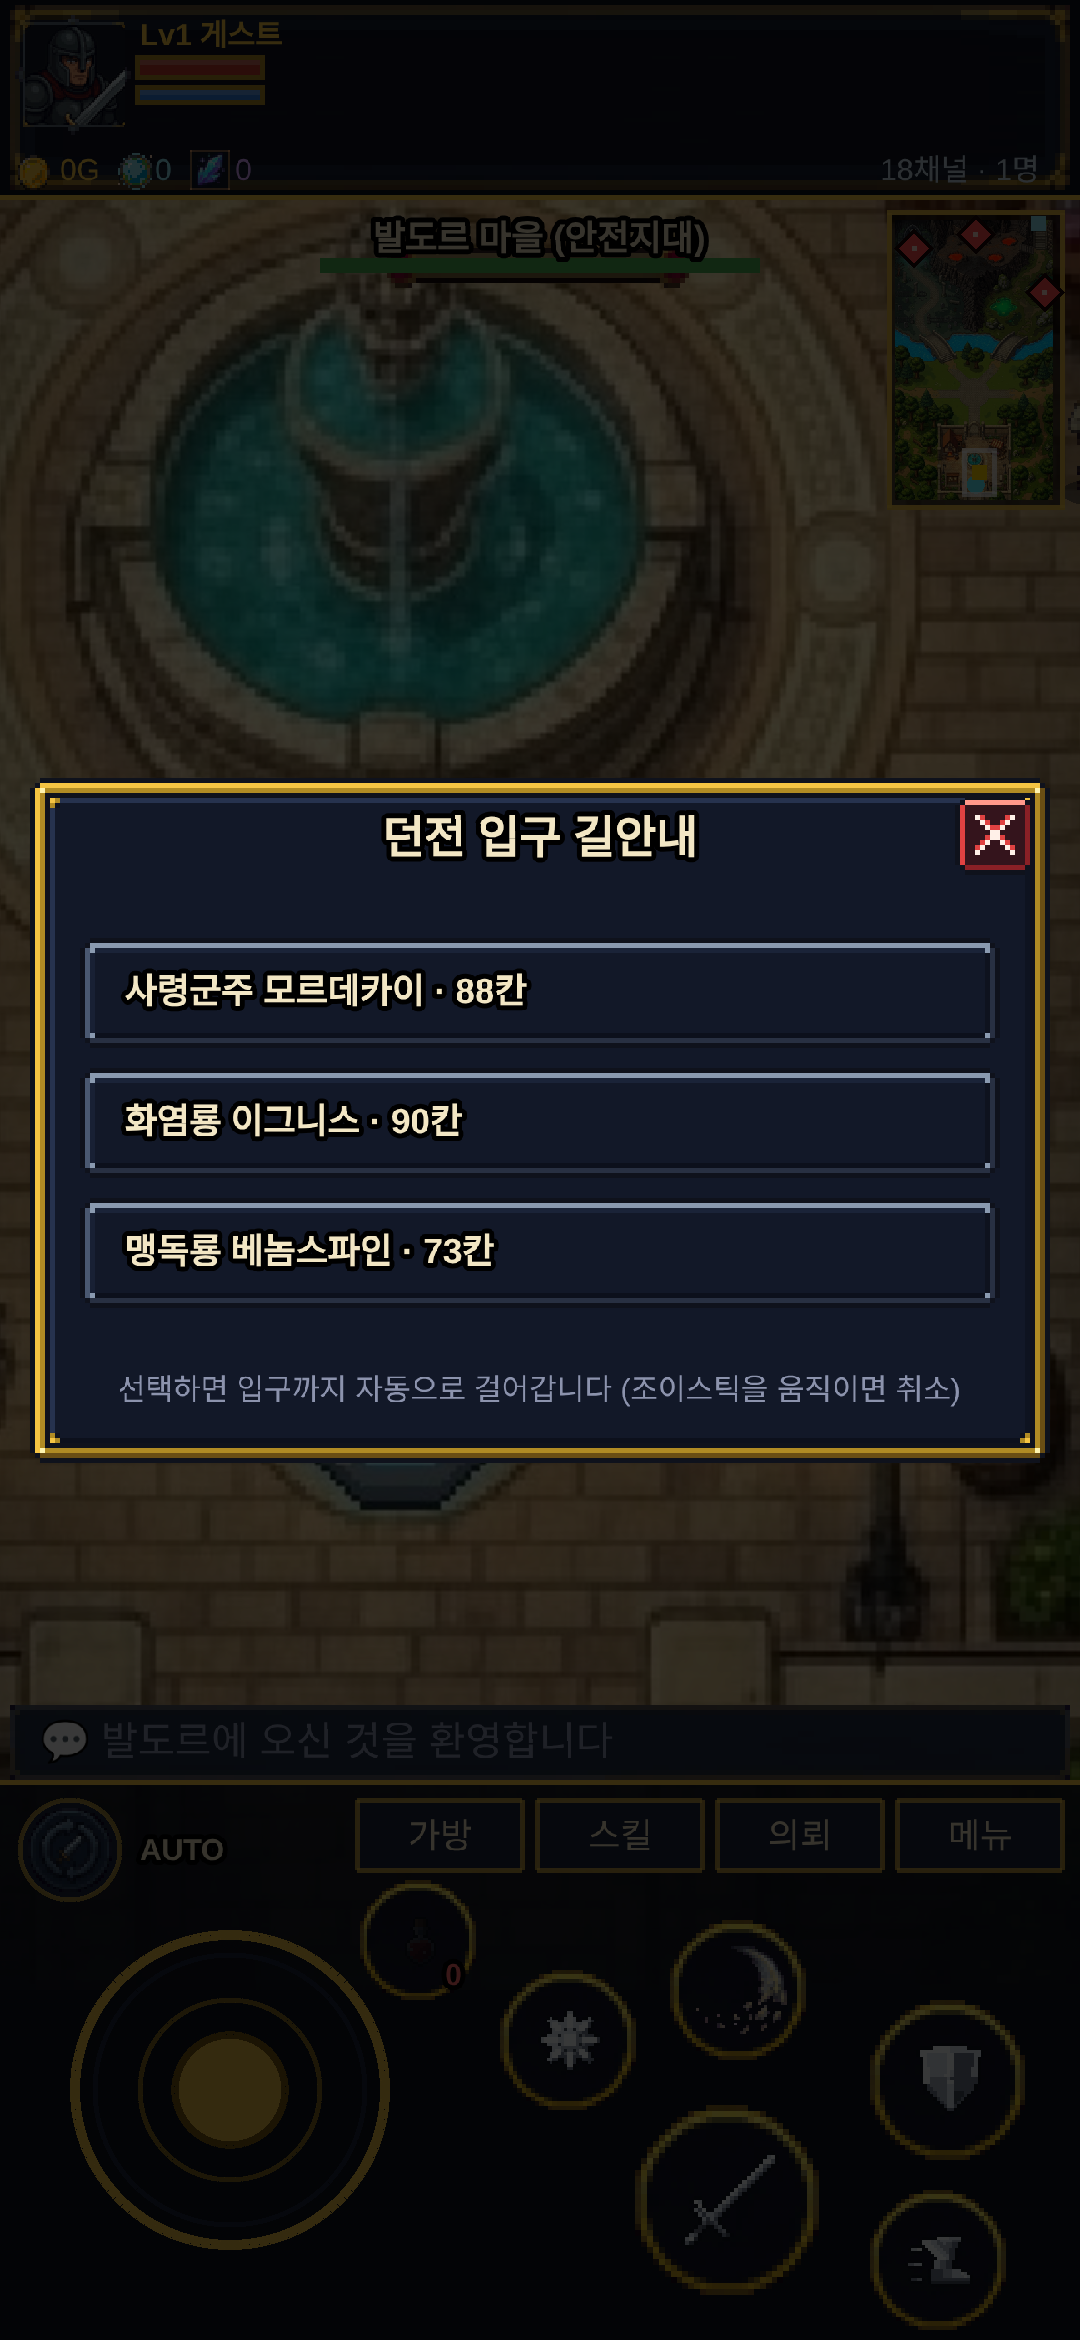 Lv1 게스트
0G 0 0
18채널 · 1명
발도르 마을 (안전지대)
던전 입구 길안내
사령군주 모르데카이 · 88칸
화염룡 이그니스 · 90칸
맹독룡 베놈스파인 · 73칸
선택하면 입구까지 자동으로 걸어갑니다 (조이스틱을 움직이면 취소)
발도르에 오신 것을 환영합니다
AUTO
가방 스킬 의뢰 메뉴
0